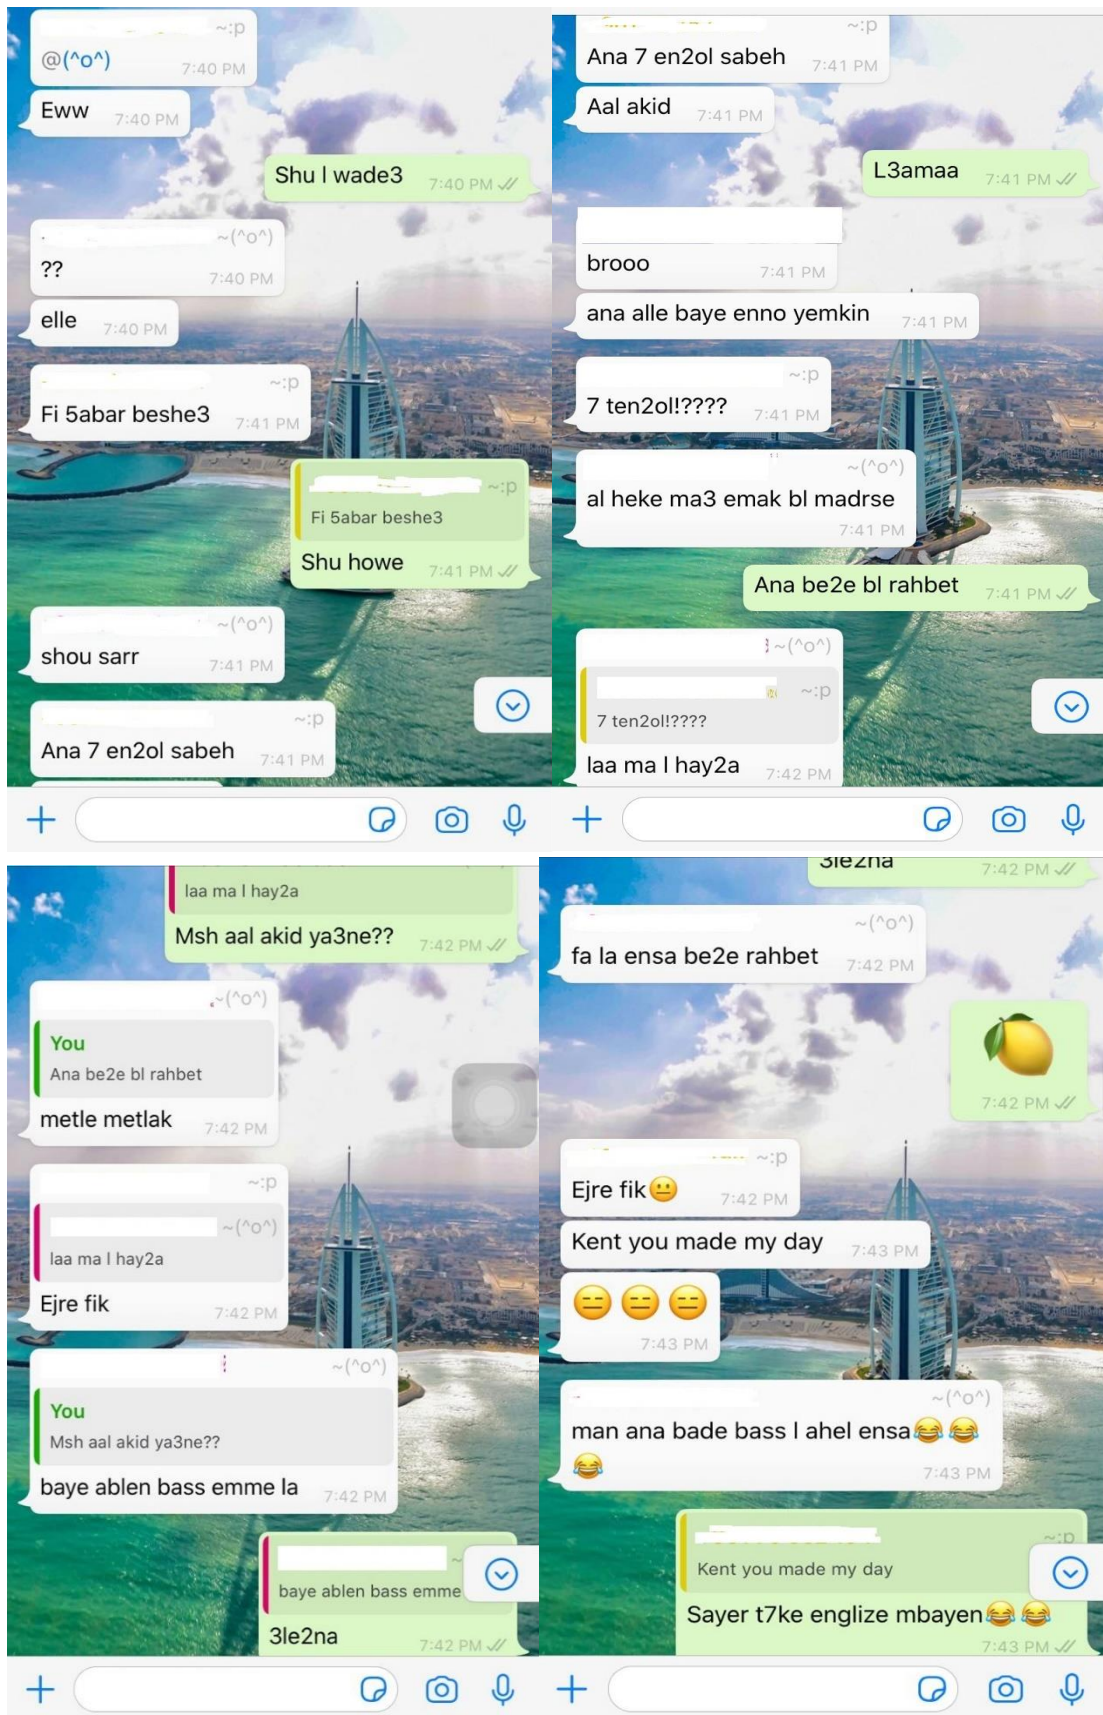 ~:p
@(^o^)
7:40 PM
Eww
7:40 PM
Shu l wade3
7:40 PM
~(^o^)
??
7:40 PM
elle
7:40 PM
~:p
Fi 5abar beshe3
7:41 PM
~:p
Fi 5abar beshe3
Shu howe
7:41 PM
~(^o^)
shou sarr
7:41 PM
~:p
Ana 7 en2ol sabeh
7:41 PM
~:p
Ana 7 en2ol sabeh
7:41 PM
Aal akid
7:41 PM
L3amaa
7:41 PM
brooo
7:41 PM
ana alle baye enno yemkin
7:41 PM
~:p
7 ten2ol!????
7:41 PM
~(^o^)
al heke ma3 emak bl madrse
7:41 PM
Ana be2e bl rahbet
7:41 PM
~(^o^)
~:p
7 ten2ol!????
laa ma l hay2a
7:42 PM
laa ma l hay2a
Msh aal akid ya3ne??
7:42 PM
~(^o^)
You
Ana be2e bl rahbet
metle metlak
7:42 PM
~:p
~(^o^)
laa ma l hay2a
Ejre fik
7:42 PM
~(^o^)
You
Msh aal akid ya3ne??
baye ablen bass emme la
7:42 PM
~
baye ablen bass emme
3le2na
7:42 PM
3le2na
7:42 PM
~(^o^)
fa la ensa be2e rahbet
7:42 PM
🍋
7:42 PM
~:p
Ejre fik😐
7:42 PM
Kent you made my day
7:43 PM
😑😑😑
7:43 PM
~(^o^)
man ana bade bass l ahel ensa😂😂
😂
7:43 PM
~:p
Kent you made my day
Sayer t7ke englize mbayen😂😂
7:43 PM